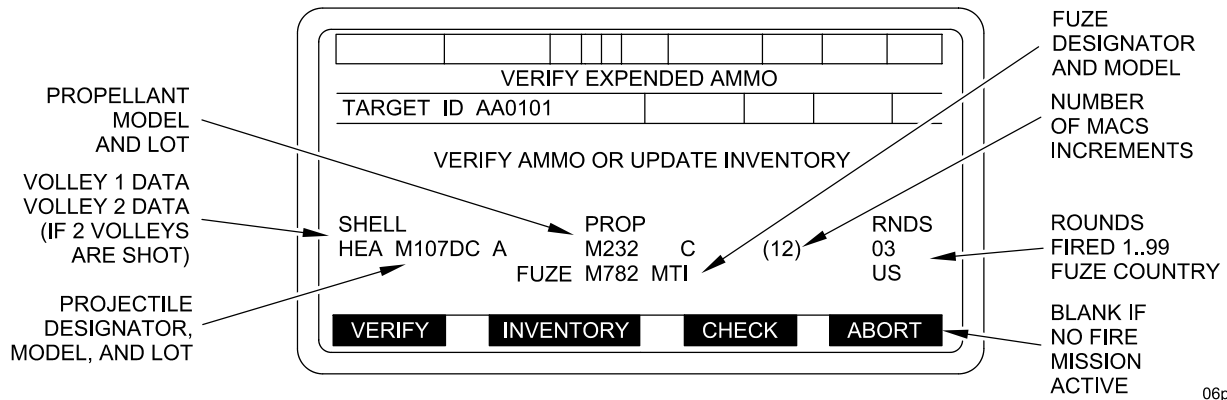 PROPELLANT
MODEL
AND LOT
VOLLEY 1 DATA
VOLLEY 2 DATA
(IF 2 VOLLEYS
ARE SHOT)
PROJECTILE
DESIGNATOR,
MODEL, AND LOT
VERIFY EXPENDED AMMO
TARGET ID AA0101
VERIFY AMMO OR UPDATE INVENTORY
SHELL PROP RNDS
HEA M107DC A M232 C (12) 03
FUZE M782 MTI US
VERIFY INVENTORY CHECK ABORT
FUZE
DESIGNATOR
AND MODEL
NUMBER
OF MACS
INCREMENTS
ROUNDS
FIRED 1..99
FUZE COUNTRY
BLANK IF
NO FIRE
MISSION
ACTIVE